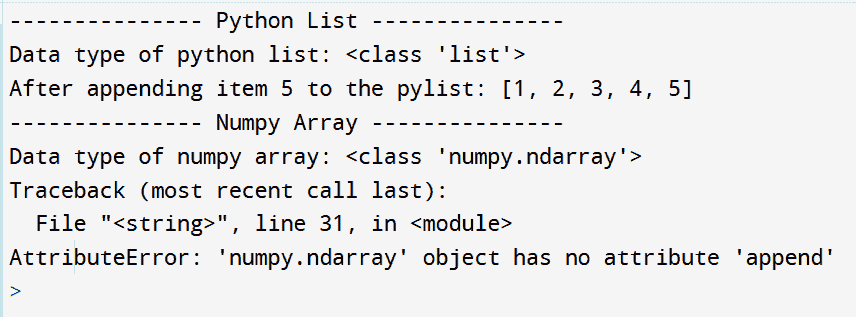 --------------- Python List ---------------
Data type of python list: <class 'list'>
After appending item 5 to the pylist: [1, 2, 3, 4, 5]
--------------- Numpy Array ---------------
Data type of numpy array: <class 'numpy.ndarray'>
Traceback (most recent call last):
  File "<string>", line 31, in <module>
AttributeError: 'numpy.ndarray' object has no attribute 'append'
>